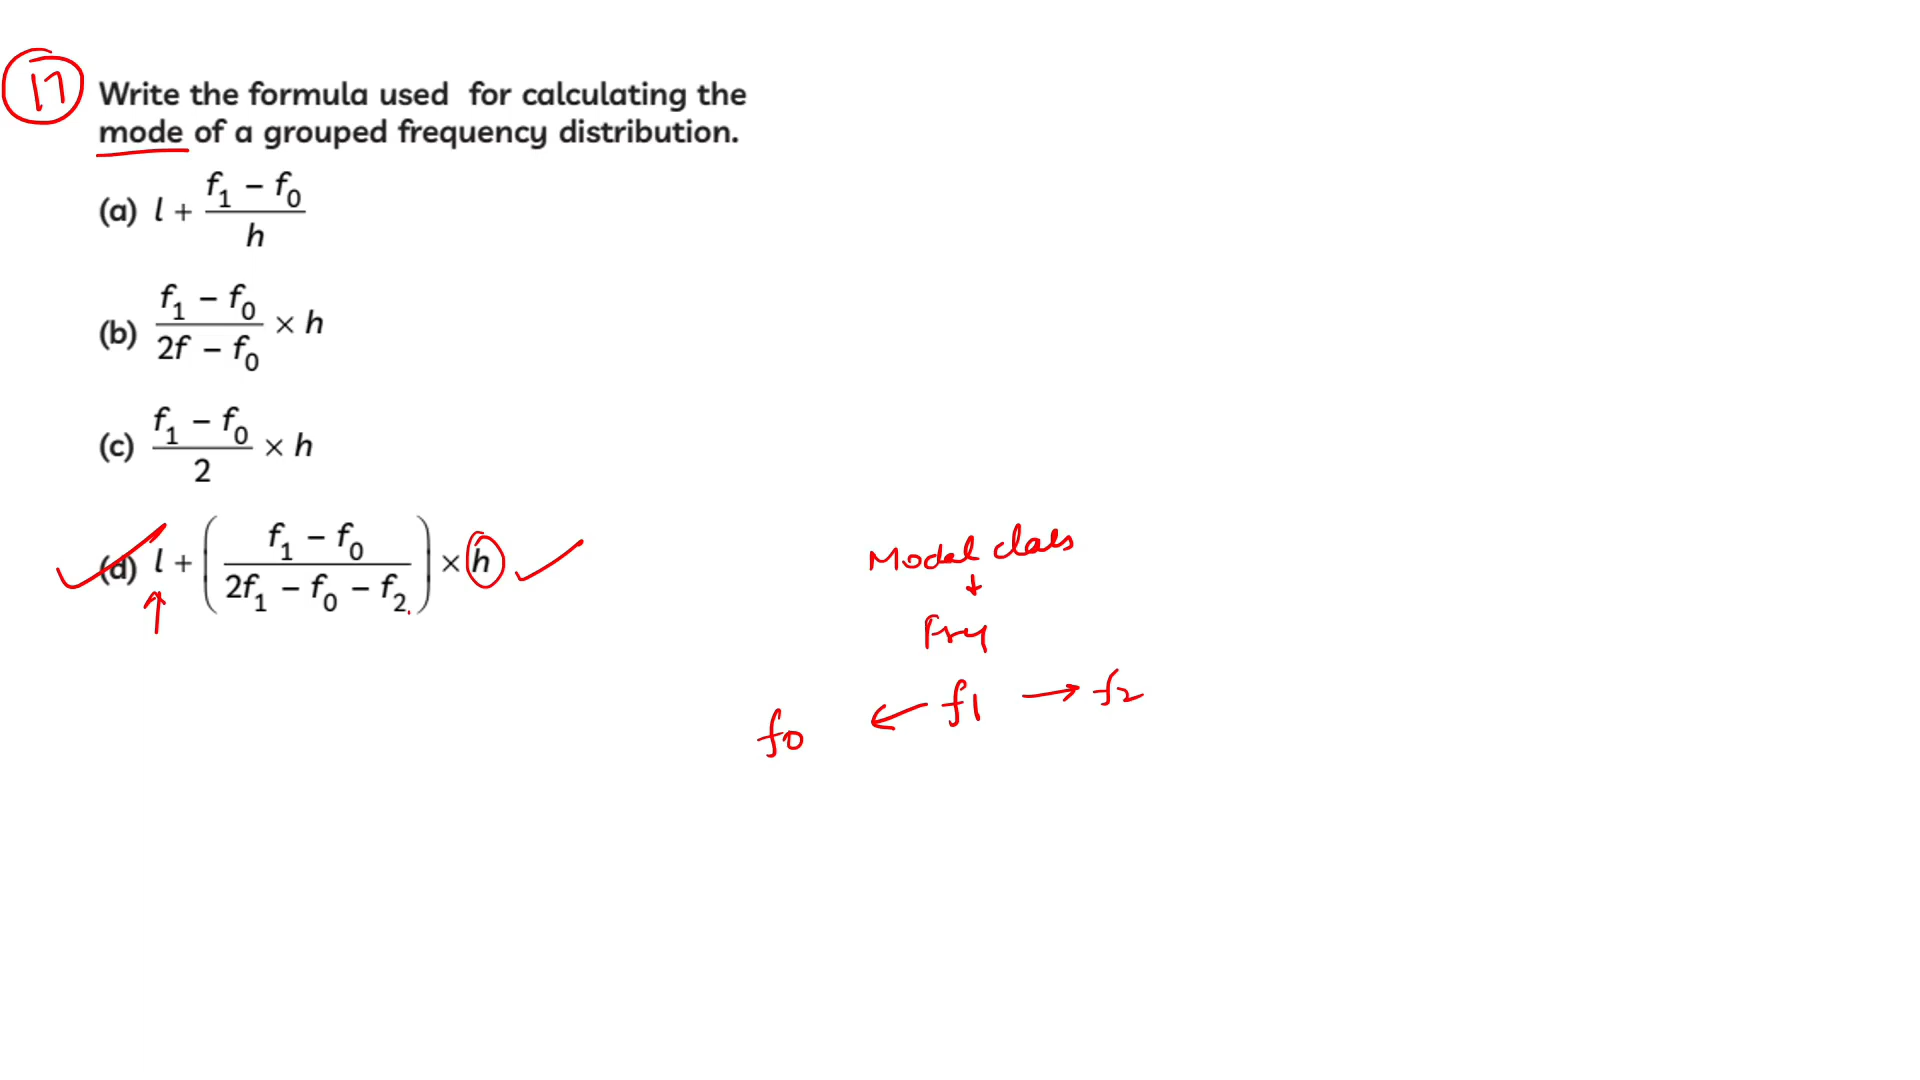 17
Write the formula used for calculating the
mode of a grouped frequency distribution.
(a) l + (f₁ − f₀)/h
(b) (f₁ − f₀)/(2f − f₀) × h
(c) (f₁ − f₀)/2 × h
(d) l + ((f₁ − f₀)/(2f₁ − f₀ − f₂)) × h
Modal class
f₀ ← f₁ → f₂